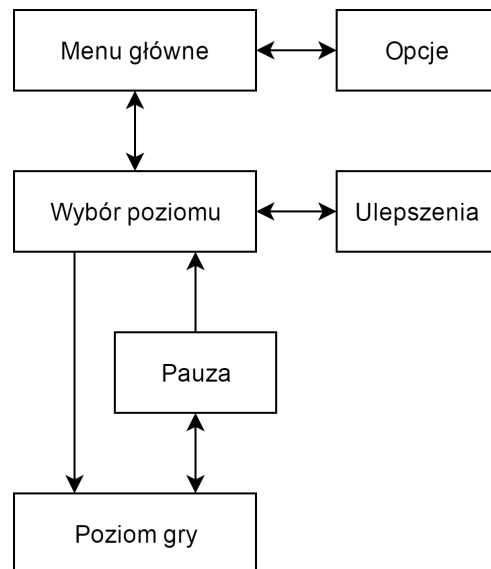 Menu główne
Opcje
Wybór poziomu
Ulepszenia
Pauza
Poziom gry